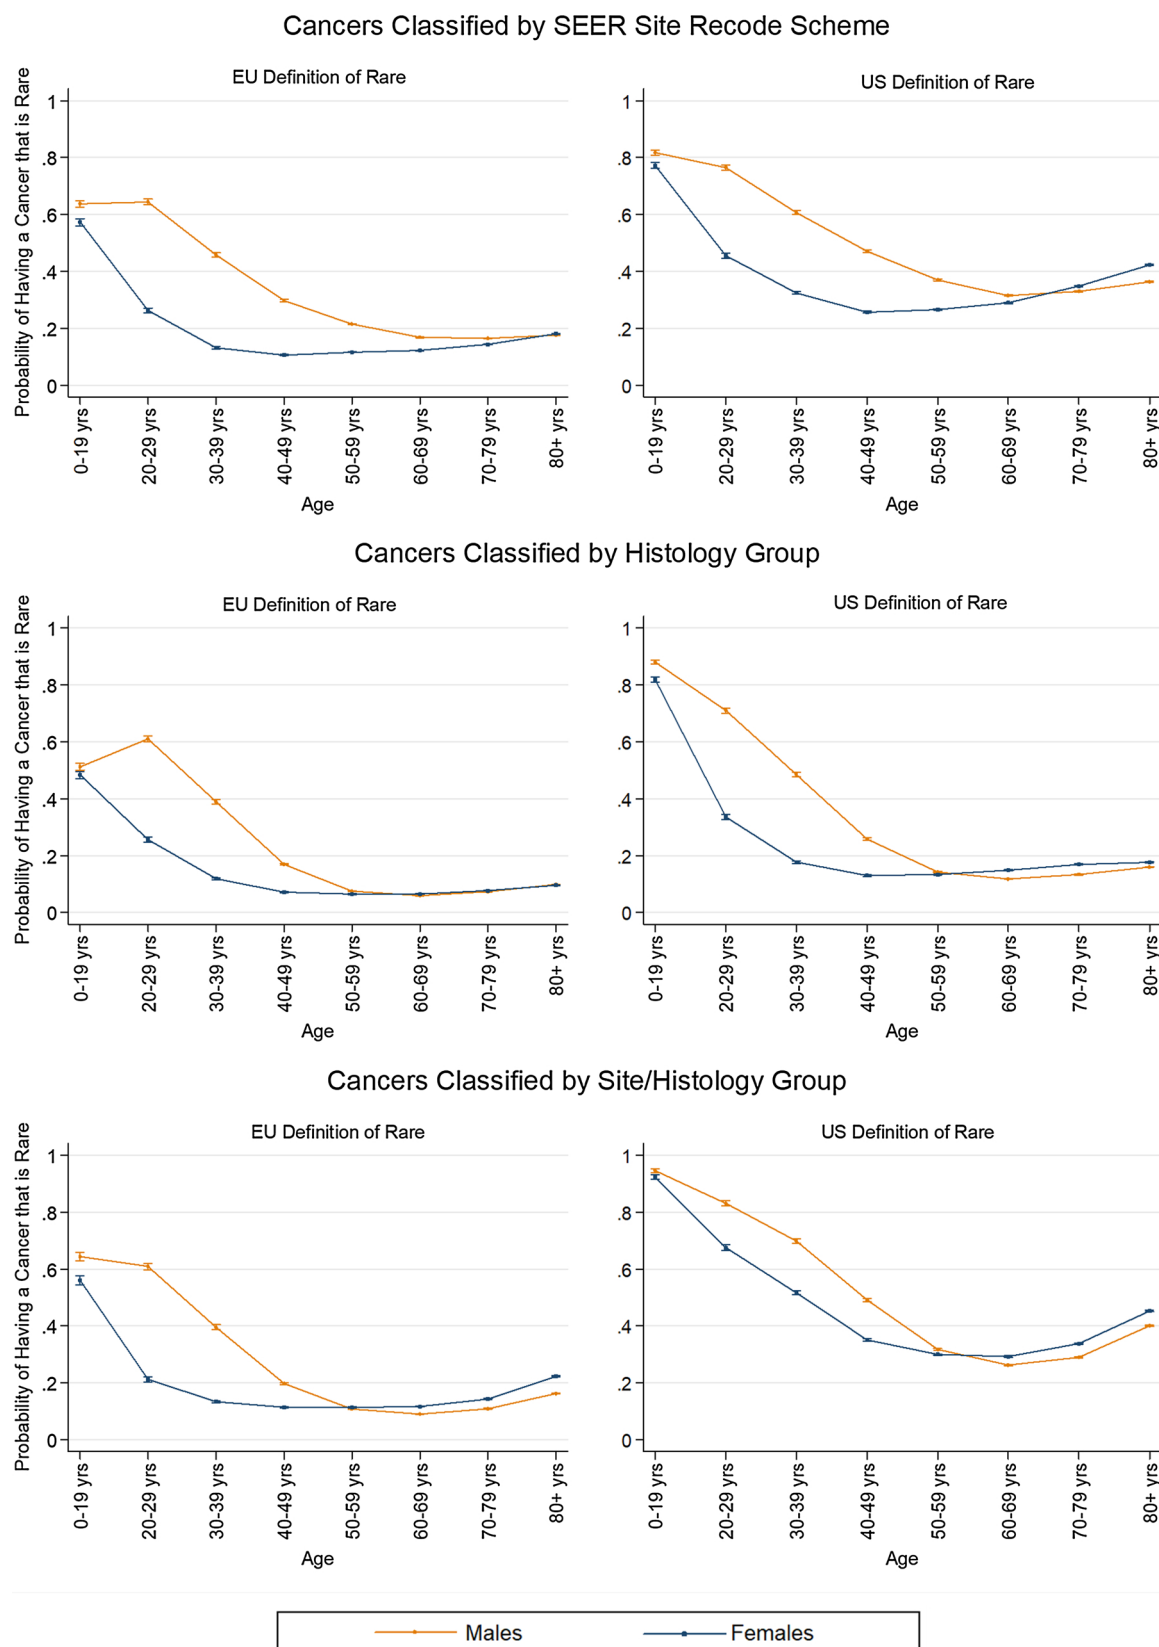 Cancers Classified by SEER Site Recode Scheme
EU Definition of Rare
Probability of Having a Cancer that is Rare
1
.8
.6
.4
.2
0
0-19 yrs
20-29 yrs
30-39 yrs
40-49 yrs
50-59 yrs
60-69 yrs
70-79 yrs
80+ yrs
Age
US Definition of Rare
1
.8
.6
.4
.2
0
0-19 yrs
20-29 yrs
30-39 yrs
40-49 yrs
50-59 yrs
60-69 yrs
70-79 yrs
80+ yrs
Age
Cancers Classified by Histology Group
EU Definition of Rare
Probability of Having a Cancer that is Rare
1
.8
.6
.4
.2
0
0-19 yrs
20-29 yrs
30-39 yrs
40-49 yrs
50-59 yrs
60-69 yrs
70-79 yrs
80+ yrs
Age
US Definition of Rare
1
.8
.6
.4
.2
0
0-19 yrs
20-29 yrs
30-39 yrs
40-49 yrs
50-59 yrs
60-69 yrs
70-79 yrs
80+ yrs
Age
Cancers Classified by Site/Histology Group
EU Definition of Rare
Probability of Having a Cancer that is Rare
1
.8
.6
.4
.2
0
0-19 yrs
20-29 yrs
30-39 yrs
40-49 yrs
50-59 yrs
60-69 yrs
70-79 yrs
80+ yrs
Age
US Definition of Rare
1
.8
.6
.4
.2
0
0-19 yrs
20-29 yrs
30-39 yrs
40-49 yrs
50-59 yrs
60-69 yrs
70-79 yrs
80+ yrs
Age
Males
Females